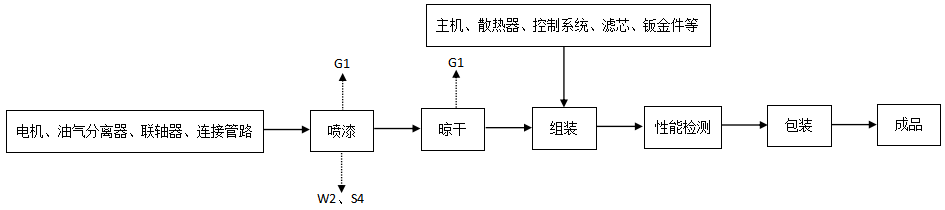 主机、散热器、控制系统、滤芯、钣金件等
G1
G1
电机、油气分离器、联轴器、连接管路
喷漆
晾干
组装
性能检测
包装
成品
W2、S4